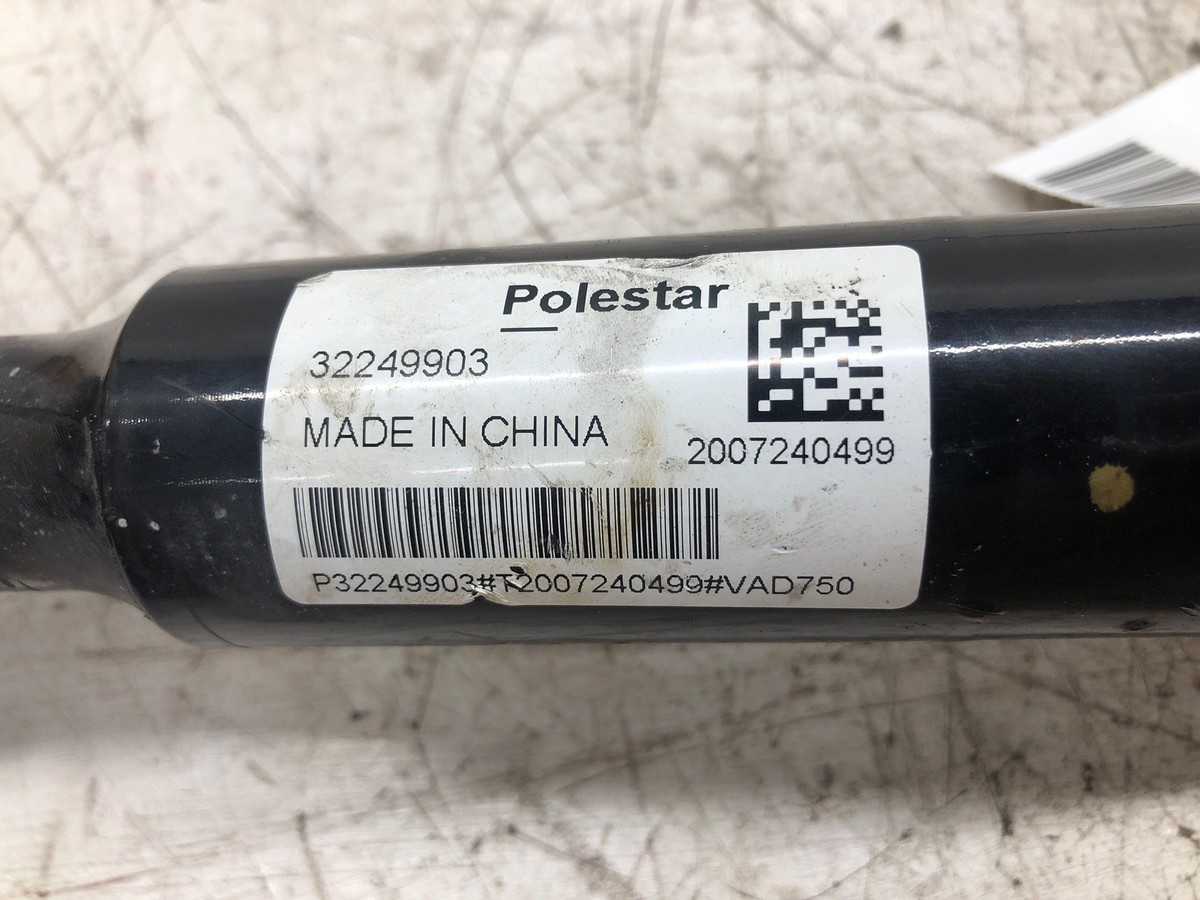 Polestar
32249903
MADE IN CHINA
2007240499
P32249903#T2007240499#VAD750